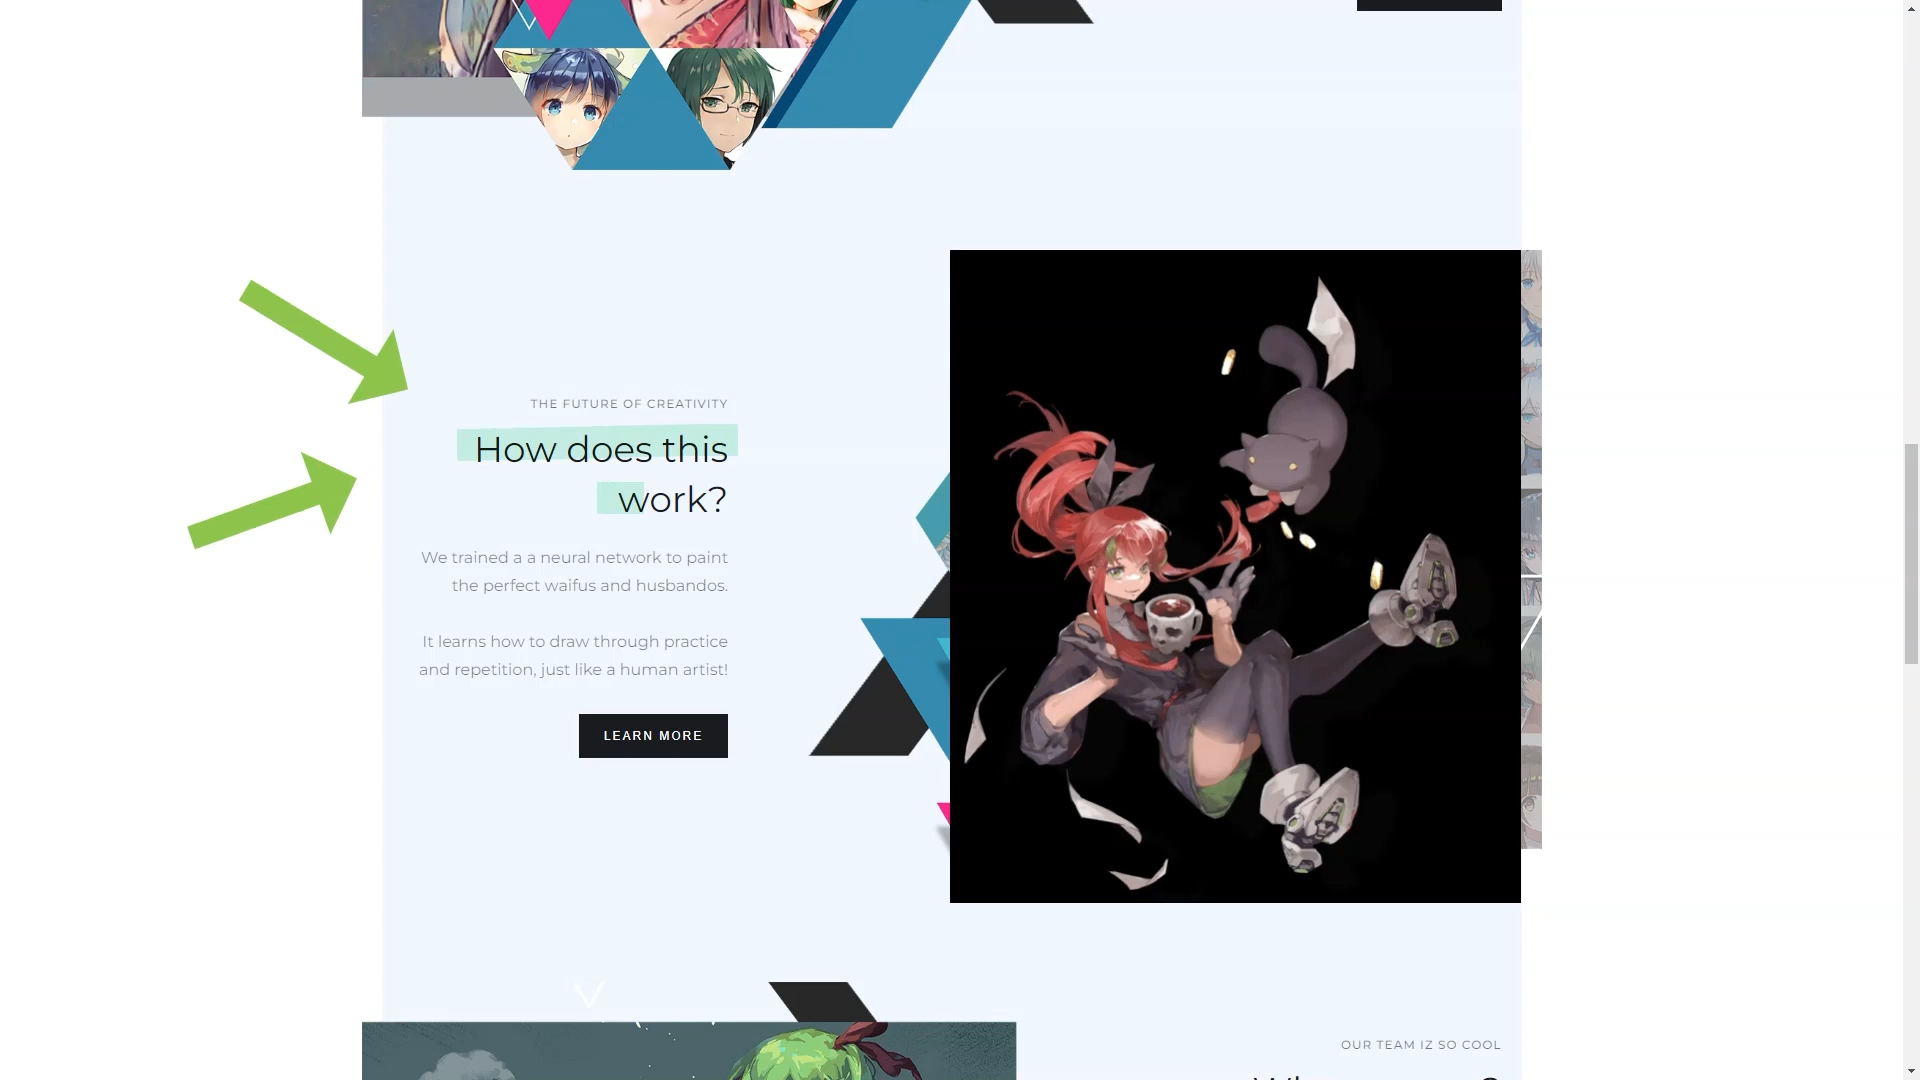 THE FUTURE OF CREATIVITY
How does this
work?
We trained a a neural network to paint
the perfect waifus and husbandos.
It learns how to draw through practice
and repetition, just like a human artist!
LEARN MORE
OUR TEAM IZ SO COOL